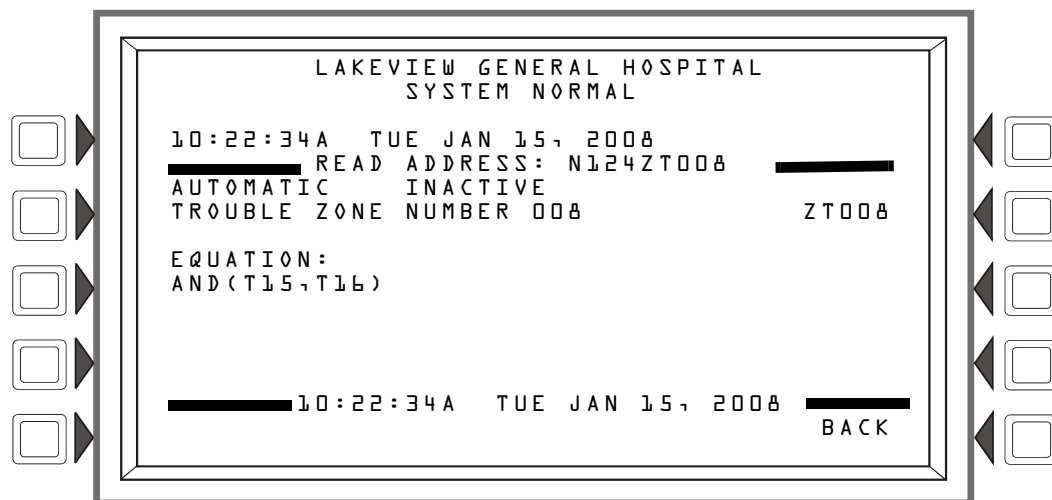 LAKEVIEW GENERAL HOSPITAL
SYSTEM NORMAL
10:22:34A TUE JAN 15, 2008
READ ADDRESS: N124ZT008
AUTOMATIC INACTIVE
TROUBLE ZONE NUMBER 008 ZT008
EQUATION:
AND(T15,T16)
10:22:34A TUE JAN 15, 2008
BACK